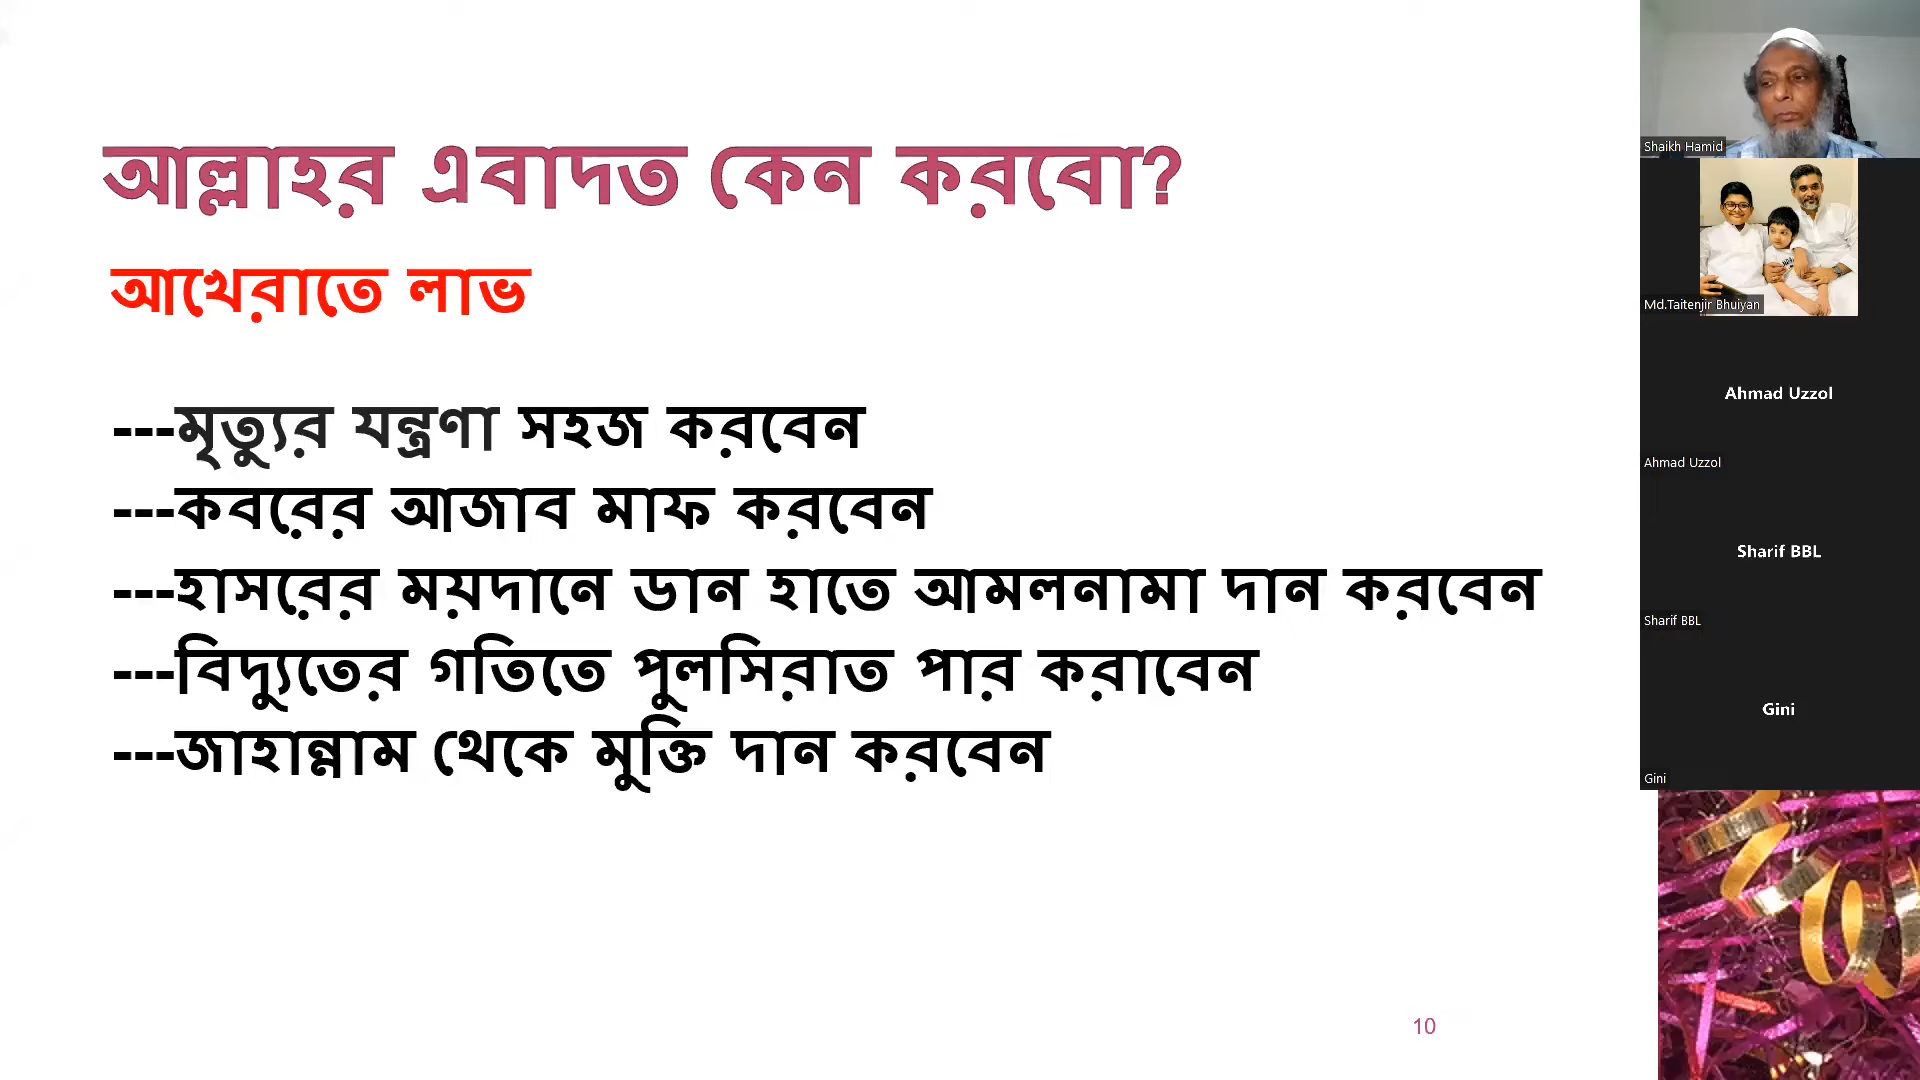 আল্লাহর এবাদত কেন করবো?
আখেরাতে লাভ
---মৃত্যুর যন্ত্রণা সহজ করবেন
---কবরের আজাব মাফ করবেন
---হাসরের ময়দানে ডান হাতে আমলনামা দান করবেন
---বিদ্যুতের গতিতে পুলসিরাত পার করাবেন
---জাহান্নাম থেকে মুক্তি দান করবেন
10
Shaikh Hamid
Md.Taitenjir Bhuiyan
Ahmad Uzzol
Ahmad Uzzol
Sharif BBL
Sharif BBL
Gini
Gini